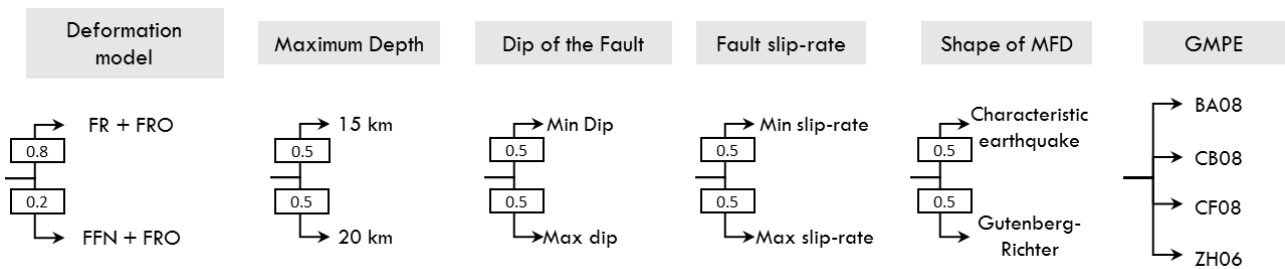 Deformation
model
Maximum Depth
Dip of the Fault
Fault slip-rate
Shape of MFD
GMPE
FR + FRO
0.8
0.2
FFN + FRO
15 km
0.5
0.5
20 km
Min Dip
0.5
0.5
Max dip
Min slip-rate
0.5
0.5
Max slip-rate
Characteristic
earthquake
0.5
0.5
Gutenberg-
Richter
BA08
CB08
CF08
ZH06